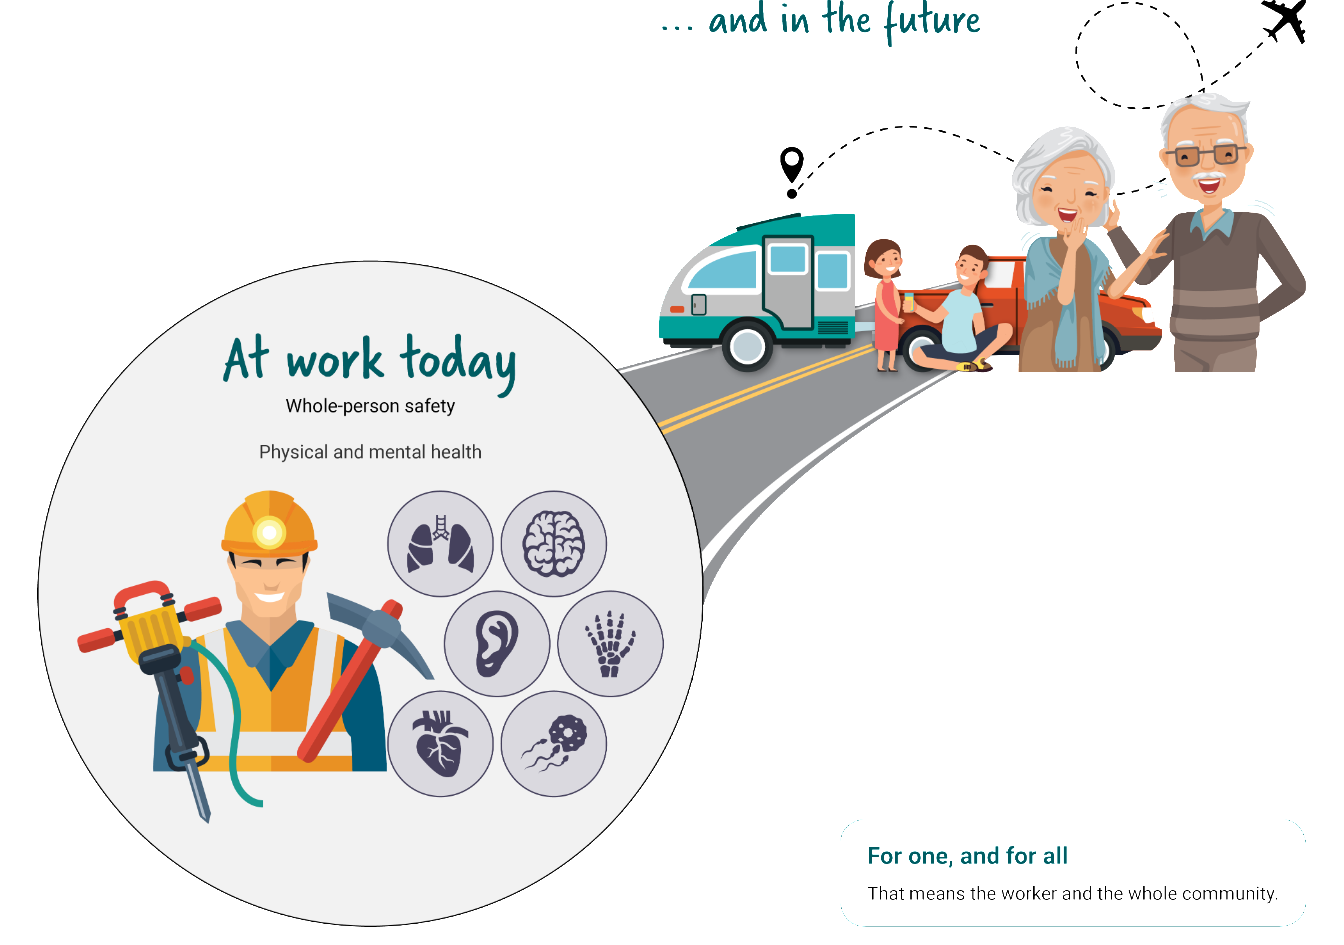 ... and in the future
At work today
Whole-person safety
Physical and mental health
For one, and for all
That means the worker and the whole community.